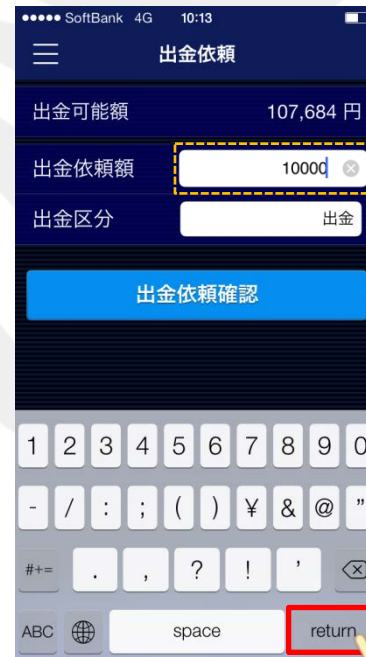 SoftBank 4G 10:13
出金依頼
出金可能額 107,684 円
出金依頼額 10000
出金区分 出金
出金依頼確認
1 2 3 4 5 6 7 8 9 0
- / : ; ( ) ¥ & @ "
#+= . , ? ! '
ABC space return